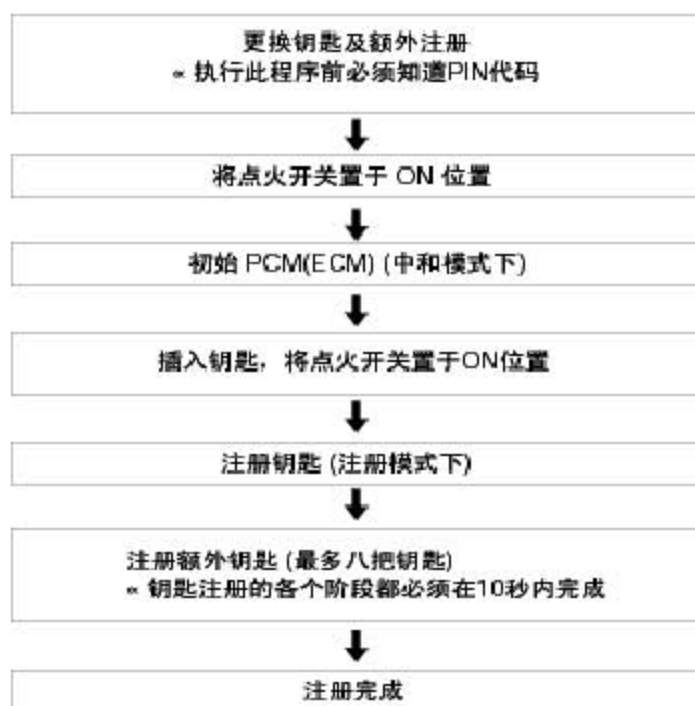 更换钥匙及额外注册
* 执行此程序前必须知道PIN代码
将点火开关置于 ON 位置
初始 PCM(ECM) (中和模式下)
插入钥匙，将点火开关置于ON位置
注册钥匙 (注册模式下)
注册额外钥匙 (最多八把钥匙)
* 钥匙注册的各个阶段都必须在10秒内完成
注册完成